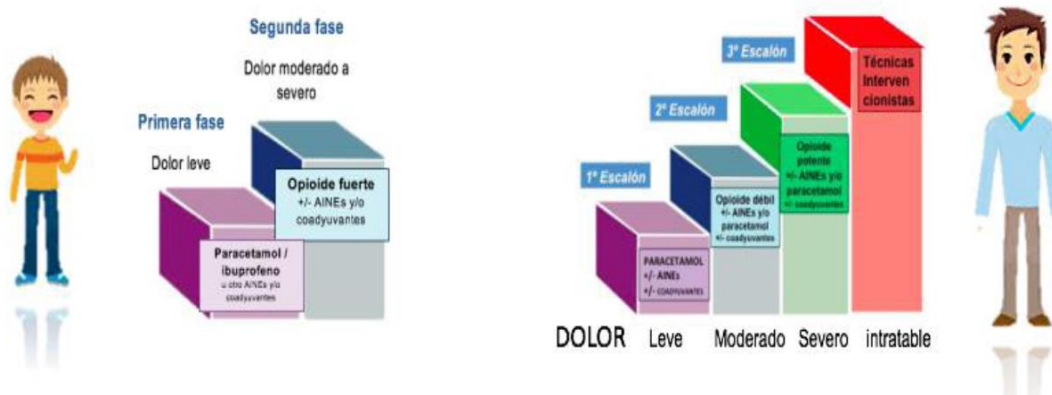 Segunda fase
Dolor moderado a
severo
Primera fase
Dolor leve
Opioide fuerte
+/- AINEs y/o
coadyuvantes
Paracetamol /
ibuprofeno
u otro AINEs y/o
coadyuvantes
3º Escalón
2º Escalón
1º Escalón
Técnicas
Interven
cionistas
Opioide
potente
+/- AINEs y/o
paracetamol
+/- coadyuvantes
Opioide débil
+/- AINEs y/o
paracetamol
+/- coadyuvantes
PARACETAMOL
+/- AINEs
+/- COADYUVANTES
DOLOR Leve Moderado Severo intratable